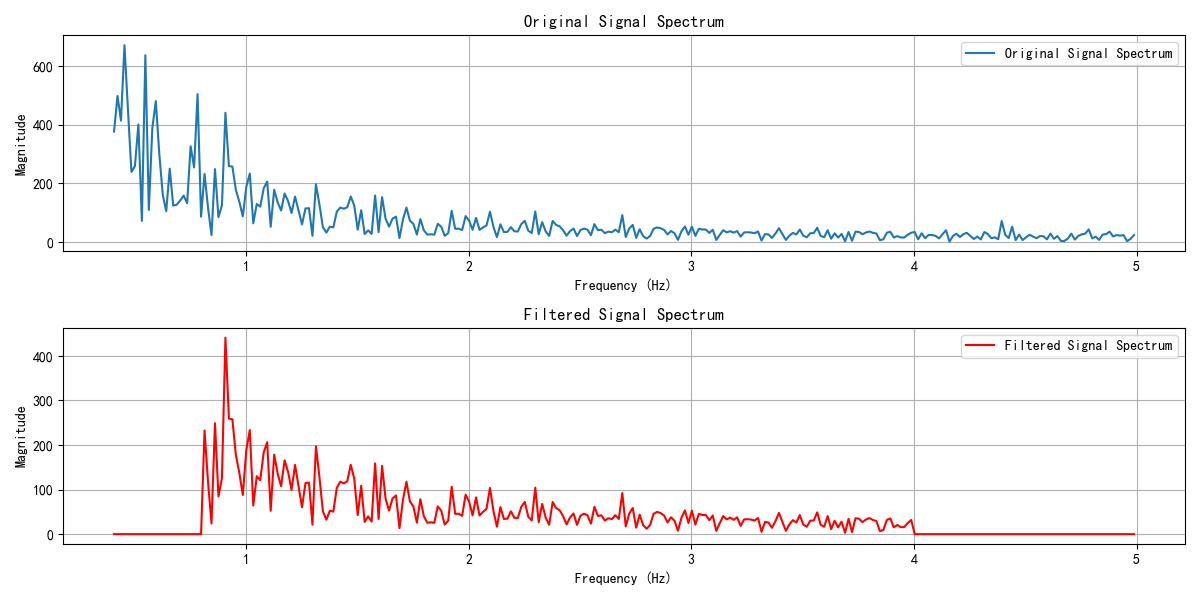 Original Signal Spectrum
Original Signal Spectrum
Magnitude
600
400
200
0
1
2
3
4
5
Frequency (Hz)
Filtered Signal Spectrum
Filtered Signal Spectrum
Magnitude
400
300
200
100
0
1
2
3
4
5
Frequency (Hz)